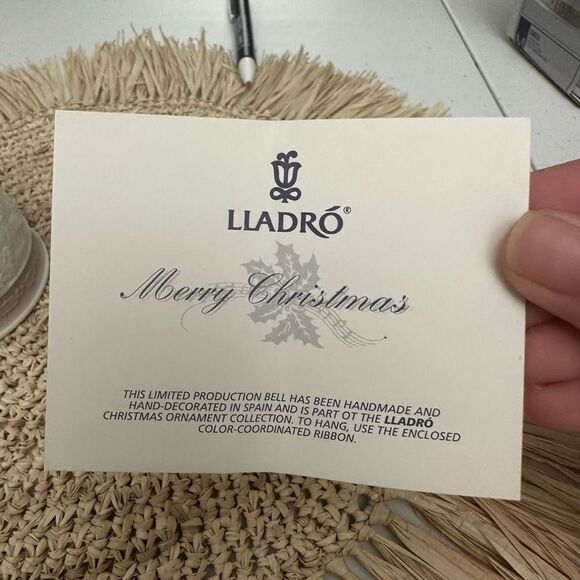 LLADRÓ®
Merry Christmas
THIS LIMITED PRODUCTION BELL HAS BEEN HANDMADE AND
HAND-DECORATED IN SPAIN AND IS PART OT THE LLADRÓ
CHRISTMAS ORNAMENT COLLECTION. TO HANG, USE THE ENCLOSED
COLOR-COORDINATED RIBBON.